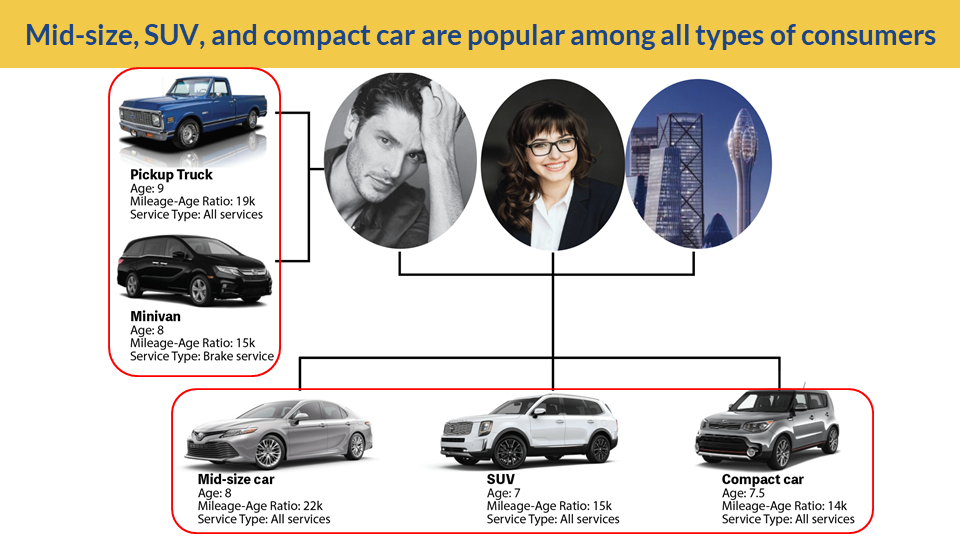 Mid-size, SUV, and compact car are popular among all types of consumers
Pickup Truck
Age: 9
Mileage-Age Ratio: 19k
Service Type: All services
Minivan
Age: 8
Mileage-Age Ratio: 15k
Service Type: Brake service
Mid-size car
Age: 8
Mileage-Age Ratio: 22k
Service Type: All services
SUV
Age: 7
Mileage-Age Ratio: 15k
Service Type: All services
Compact car
Age: 7.5
Mileage-Age Ratio: 14k
Service Type: All services